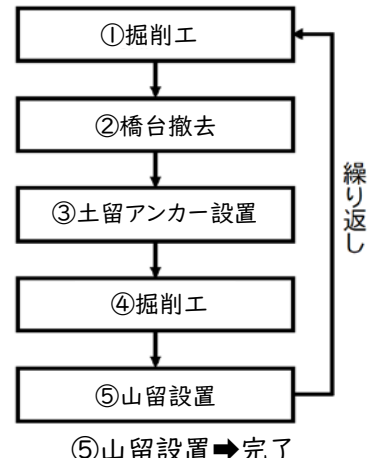 ①掘削工
②橋台撤去
③土留アンカー設置
④掘削工
⑤山留設置
繰り返し
⑤山留設置➡完了